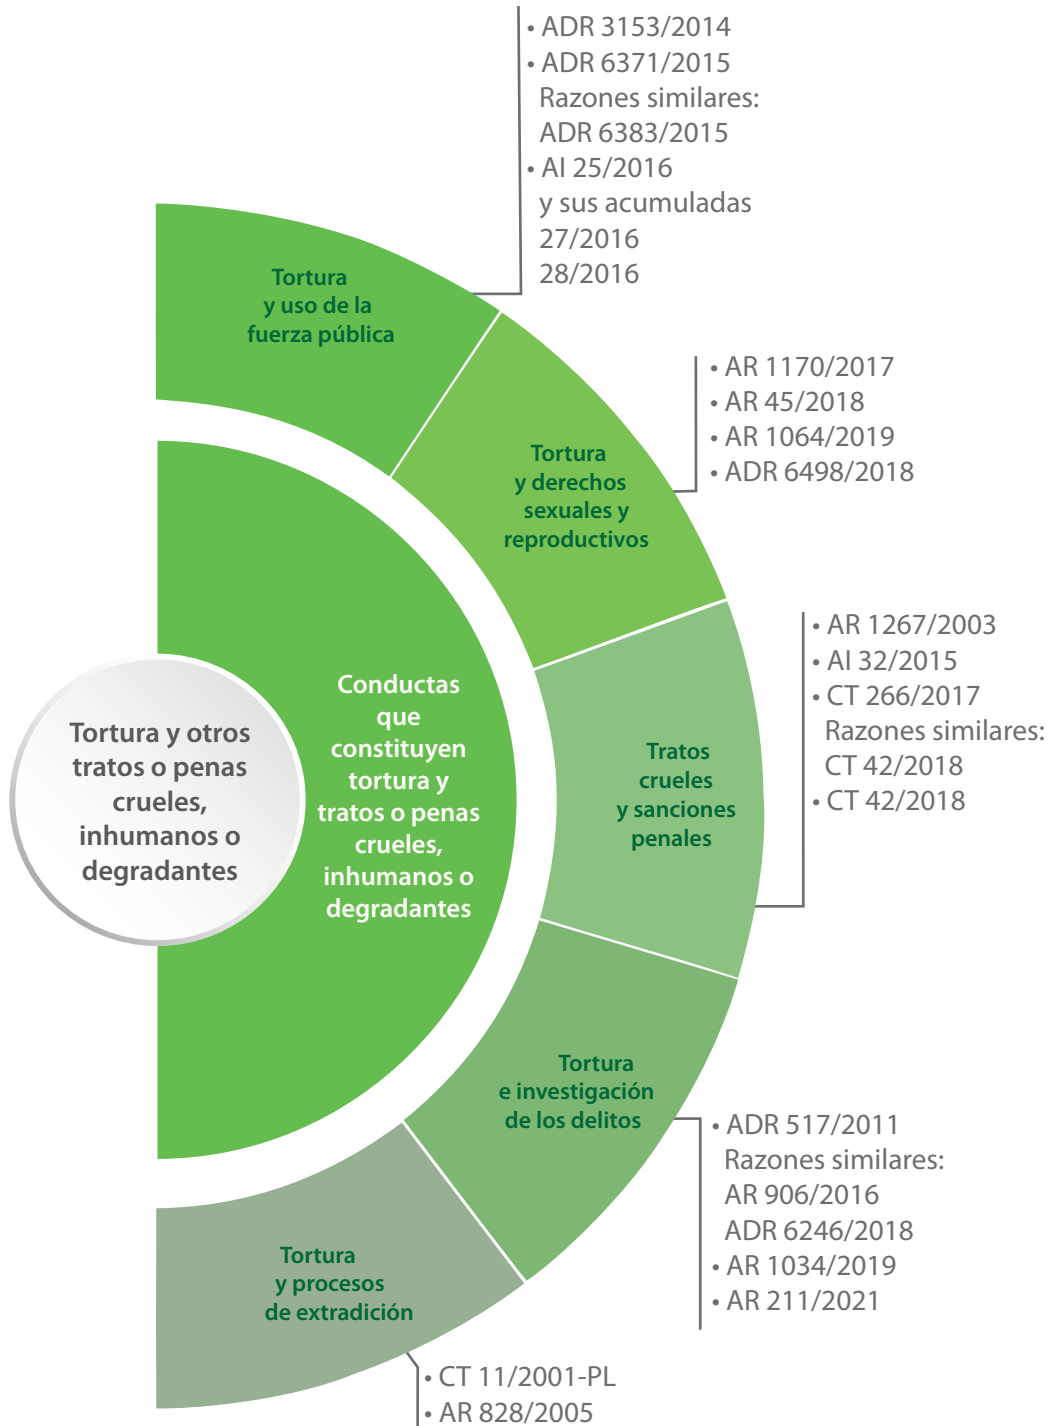 • ADR 3153/2014
• ADR 6371/2015
Razones similares:
ADR 6383/2015
• AI 25/2016
y sus acumuladas
27/2016
28/2016
Tortura
y uso de la
fuerza pública
• AR 1170/2017
• AR 45/2018
• AR 1064/2019
• ADR 6498/2018
Tortura
y derechos
sexuales y
reproductivos
• AR 1267/2003
• AI 32/2015
• CT 266/2017
Razones similares:
CT 42/2018
• CT 42/2018
Tratos
crueles
y sanciones
penales
Conductas
que
constituyen
tortura y
tratos o penas
crueles,
inhumanos o
degradantes
Tortura y otros
tratos o penas
crueles,
inhumanos o
degradantes
Tortura
e investigación
de los delitos
• ADR 517/2011
Razones similares:
AR 906/2016
ADR 6246/2018
• AR 1034/2019
• AR 211/2021
Tortura
y procesos
de extradición
• CT 11/2001-PL
• AR 828/2005